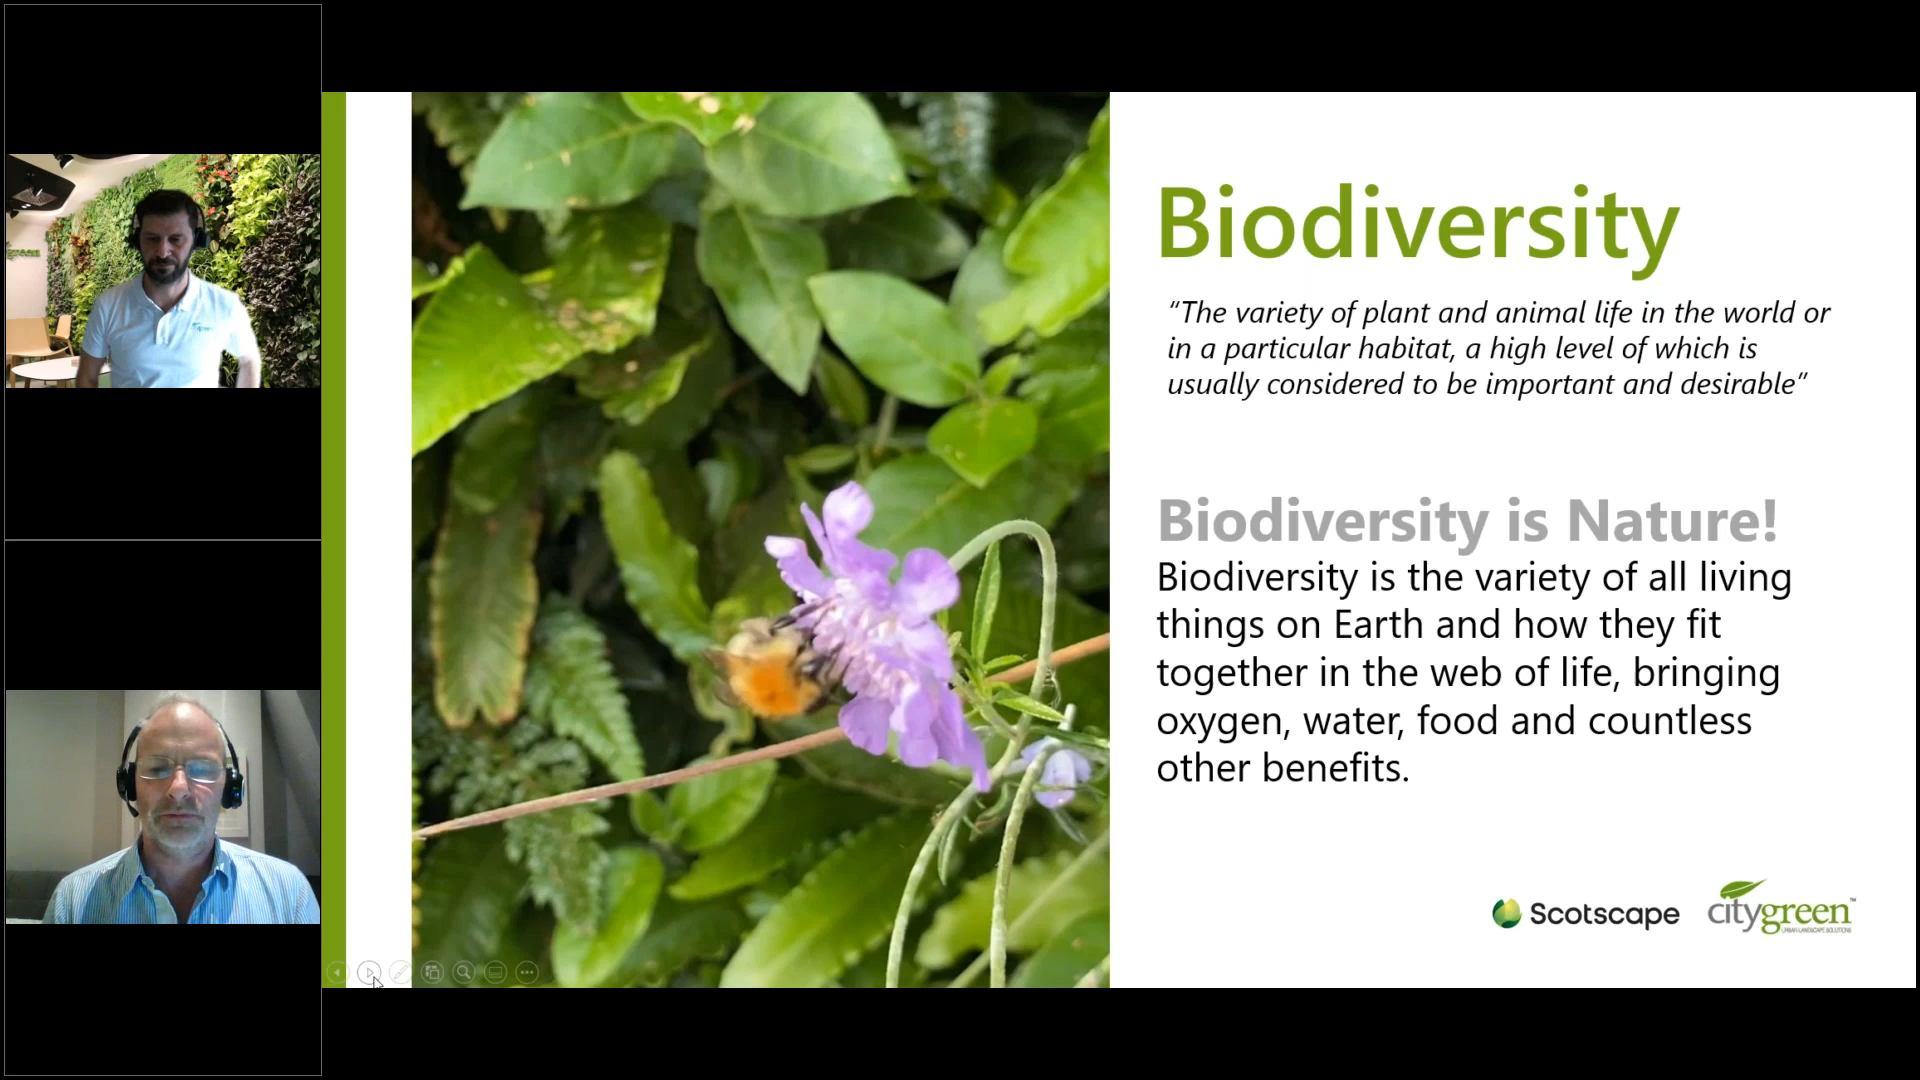 Biodiversity
“The variety of plant and animal life in the world or
in a particular habitat, a high level of which is
usually considered to be important and desirable”
Biodiversity is Nature!
Biodiversity is the variety of all living
things on Earth and how they fit
together in the web of life, bringing
oxygen, water, food and countless
other benefits.
Scotscape
citygreen™
URBAN LANDSCAPE SOLUTIONS